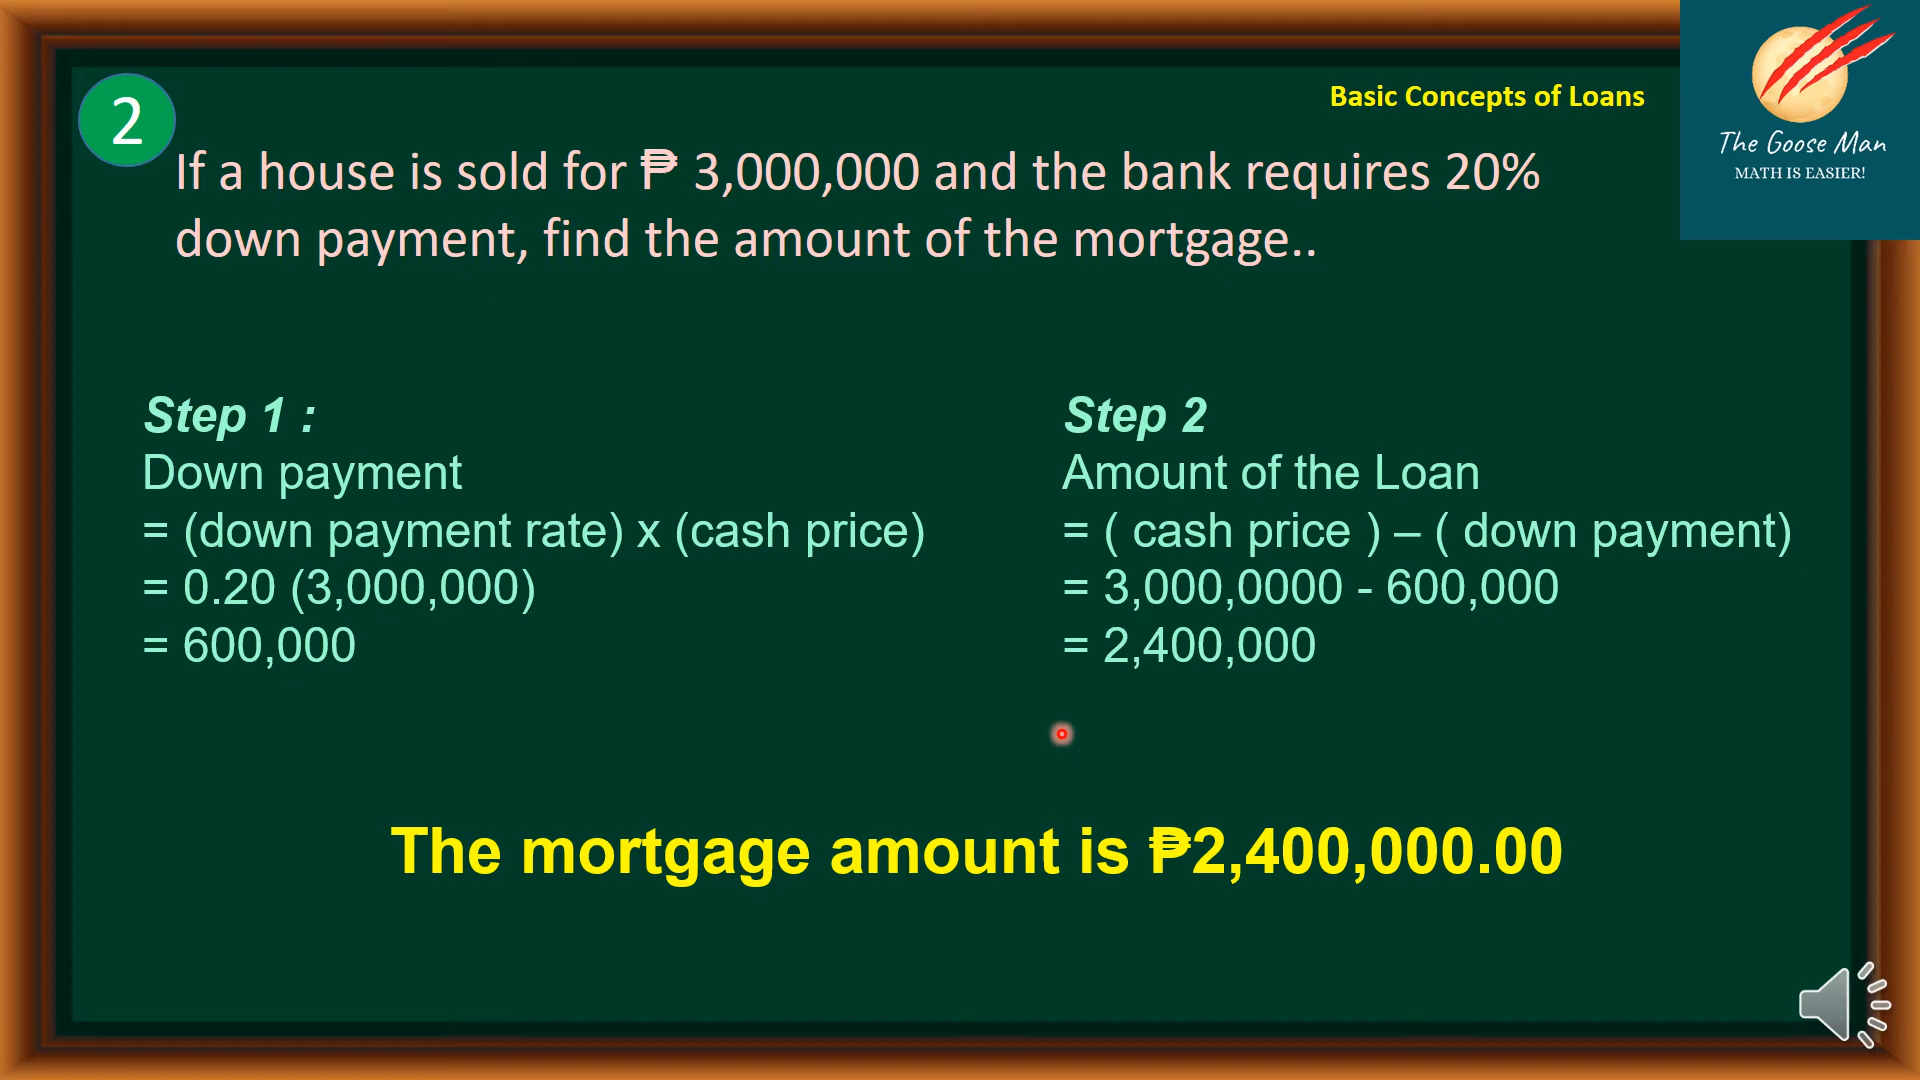 2
Basic Concepts of Loans
The Goose Man
MATH IS EASIER!
If a house is sold for ₱ 3,000,000 and the bank requires 20%
down payment, find the amount of the mortgage..
Step 1 :
Down payment
= (down payment rate) x (cash price)
= 0.20 (3,000,000)
= 600,000
Step 2
Amount of the Loan
= ( cash price ) – ( down payment)
= 3,000,0000 - 600,000
= 2,400,000
The mortgage amount is ₱2,400,000.00